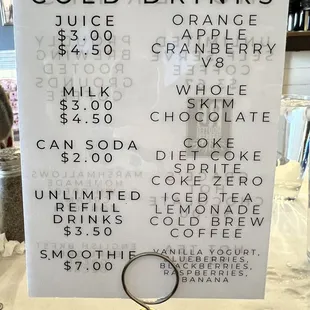 COLD DRINKS
JUICE
$3.00
$4.50
ORANGE
APPLE
CRANBERRY
V8
MILK
$3.00
$4.50
WHOLE
SKIM
CHOCOLATE
CAN SODA
$2.00
COKE
DIET COKE
SPRITE
COKE ZERO
UNLIMITED
REFILL
DRINKS
$3.50
ICED TEA
LEMONADE
COLD BREW
COFFEE
SMOOTHIE
$7.00
VANILLA YOGURT,
BLUEBERRIES,
BLACKBERRIES,
RASPBERRIES,
BANANA